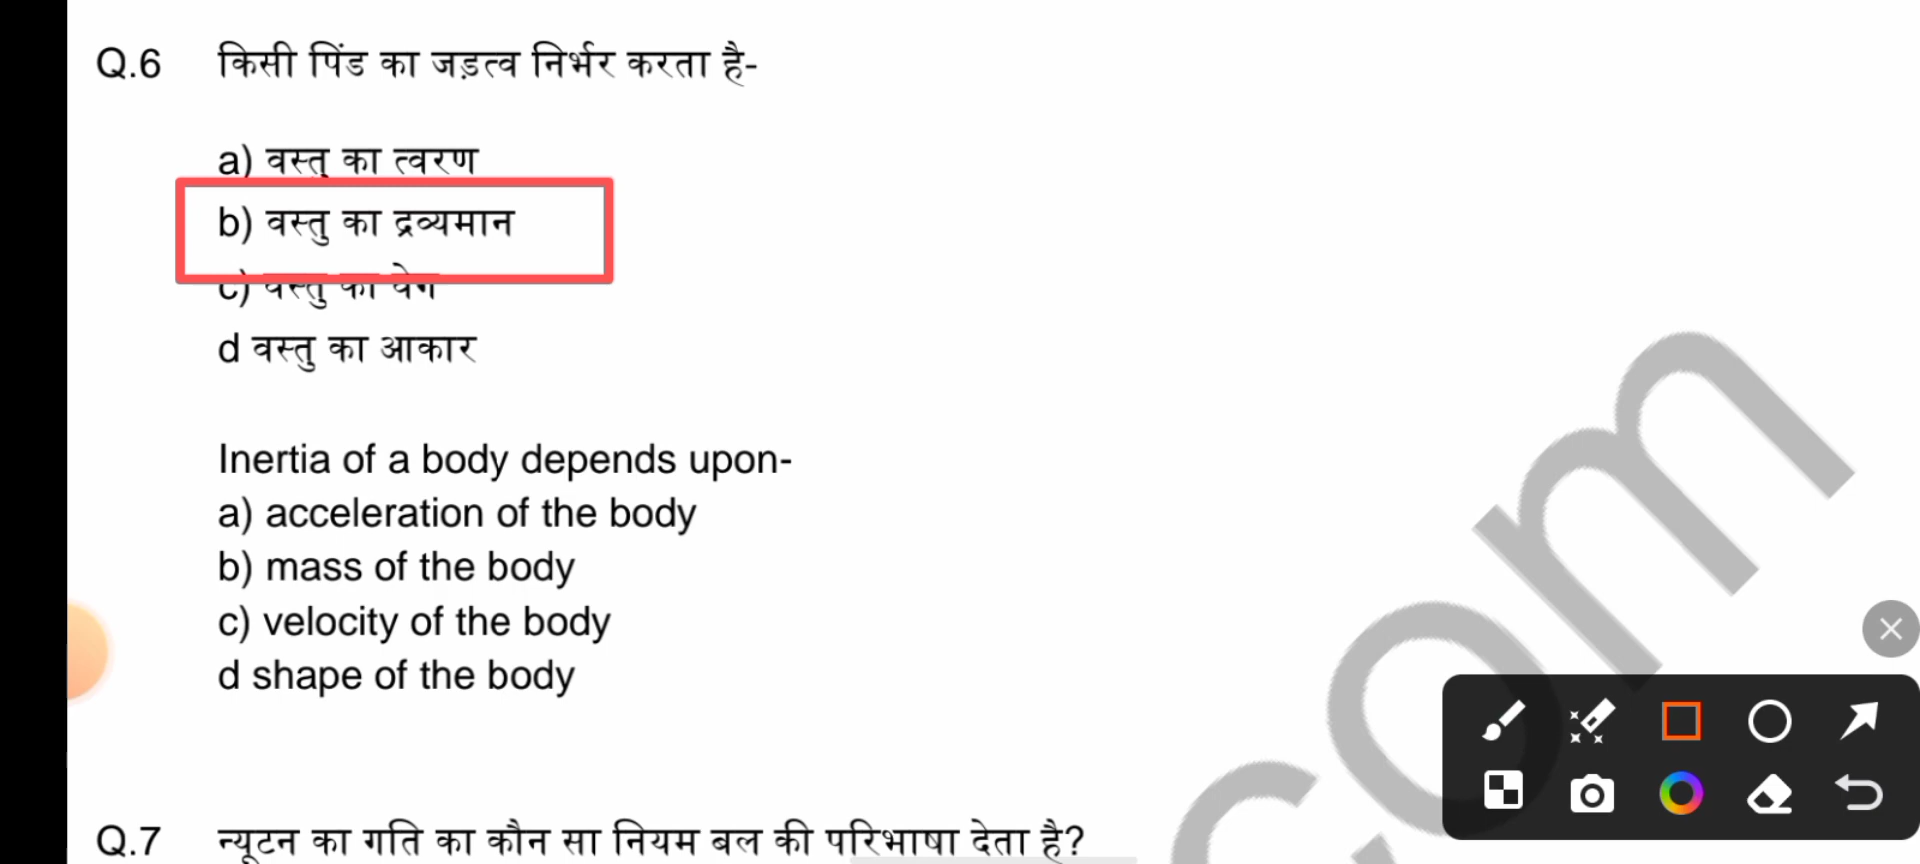 Q.6 किसी पिंड का जड़त्व निर्भर करता है-
a) वस्तु का त्वरण
b) वस्तु का द्रव्यमान
c) वस्तु का वेग
d वस्तु का आकार
Inertia of a body depends upon-
a) acceleration of the body
b) mass of the body
c) velocity of the body
d shape of the body
Q.7 न्यूटन का गति का कौन सा नियम बल की परिभाषा देता है?
com